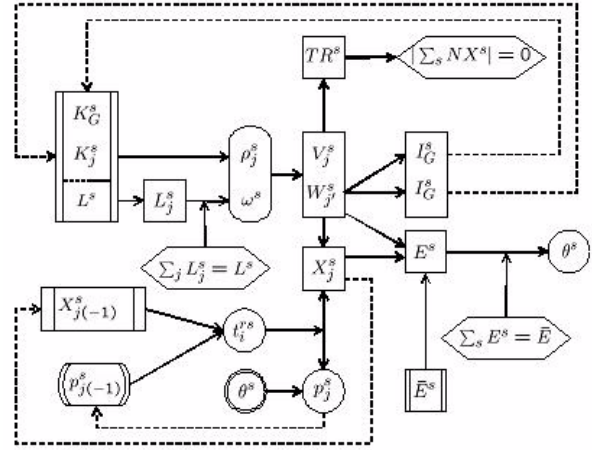 TR^s
|∑_s NX^s| = 0
K_G^s
K_j^s
L^s
L_j^s
ρ_j^s
ω^s
V_j^s
W_{j'}^s
I_G^s
I_G^s
∑_j L_j^s = L^s
X_j^s
E^s
θ^s
X_{j(-1)}^s
t_i^{rs}
∑_s E^s = Ē
p_{j(-1)}^s
θ^s
p_j^s
Ē^s